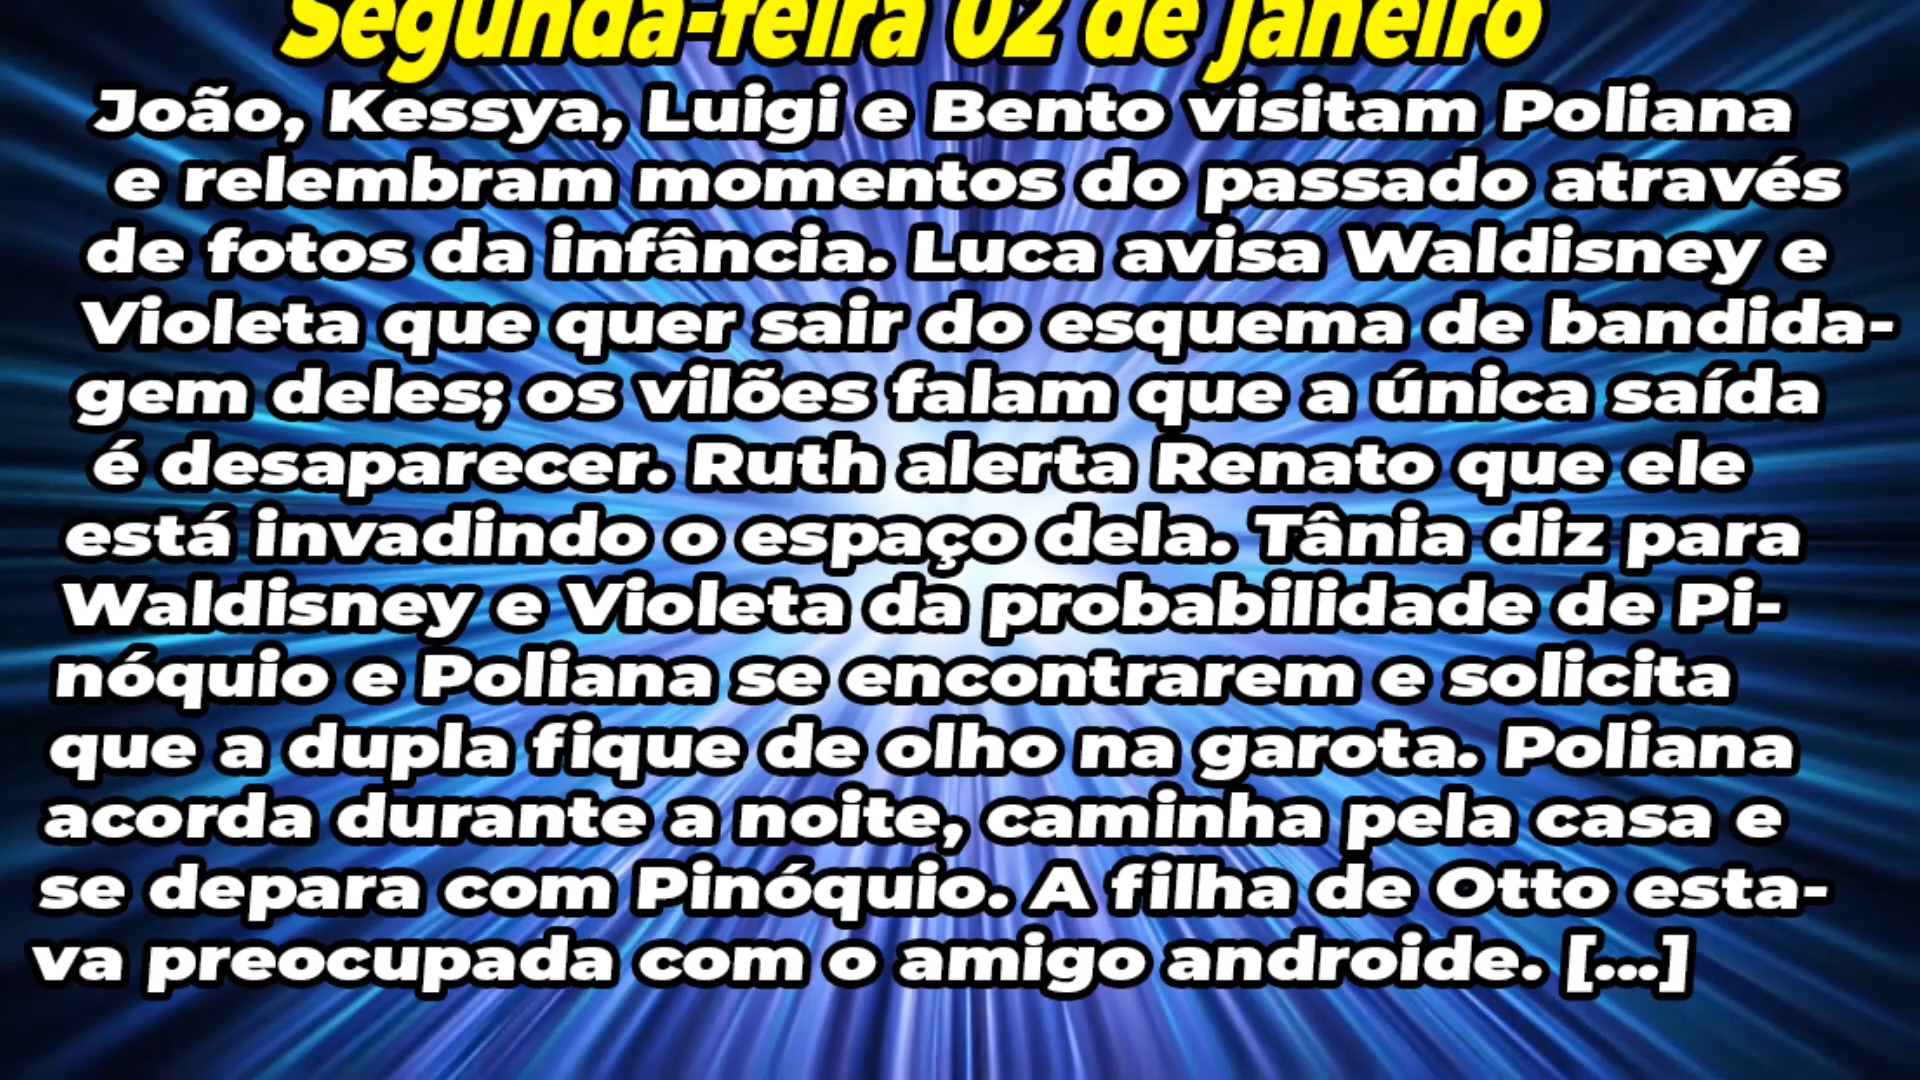 Segunda-feira 02 de janeiro
João, Kessya, Luigi e Bento visitam Poliana
e relembram momentos do passado através
de fotos da infância. Luca avisa Waldisney e
Violeta que quer sair do esquema de bandida-
gem deles; os vilões falam que a única saída
é desaparecer. Ruth alerta Renato que ele
está invadindo o espaço dela. Tânia diz para
Waldisney e Violeta da probabilidade de Pi-
nóquio e Poliana se encontrarem e solicita
que a dupla fique de olho na garota. Poliana
acorda durante a noite, caminha pela casa e
se depara com Pinóquio. A filha de Otto esta-
va preocupada com o amigo androide. [...]